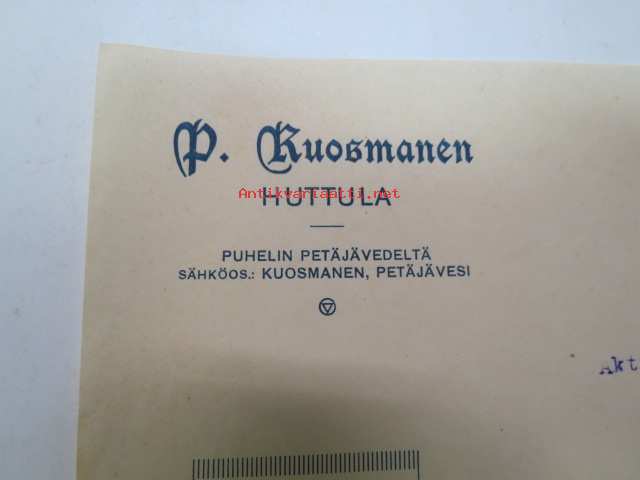 P. Kuosmanen
Antikvariaatti.net
HUTTULA
PUHELIN PETÄJÄVEDELTÄ
SÄHKÖOS.: KUOSMANEN, PETÄJÄVESI
Akt